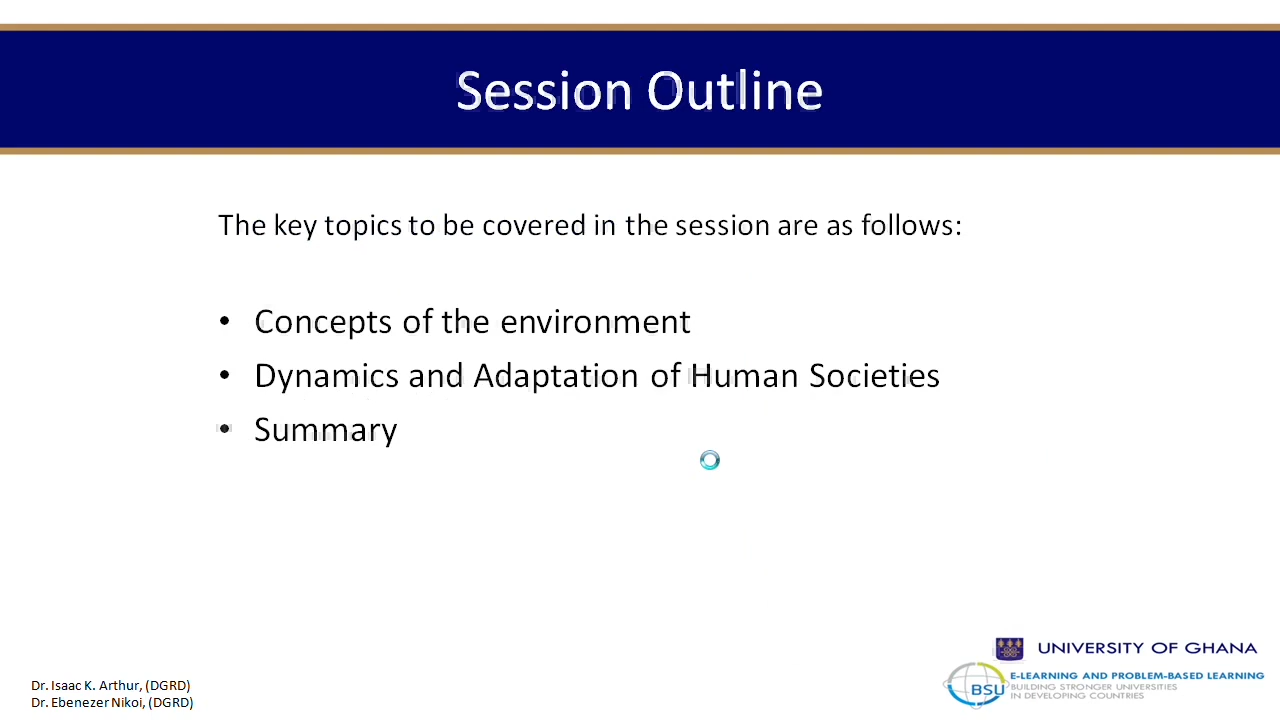 Session Outline
The key topics to be covered in the session are as follows:
• Concepts of the environment
• Dynamics and Adaptation of Human Societies
• Summary
UNIVERSITY OF GHANA
BSU
E-LEARNING AND PROBLEM-BASED LEARNING
BUILDING STRONGER UNIVERSITIES
IN DEVELOPING COUNTRIES
Dr. Isaac K. Arthur, (DGRD)
Dr. Ebenezer Nikoi, (DGRD)